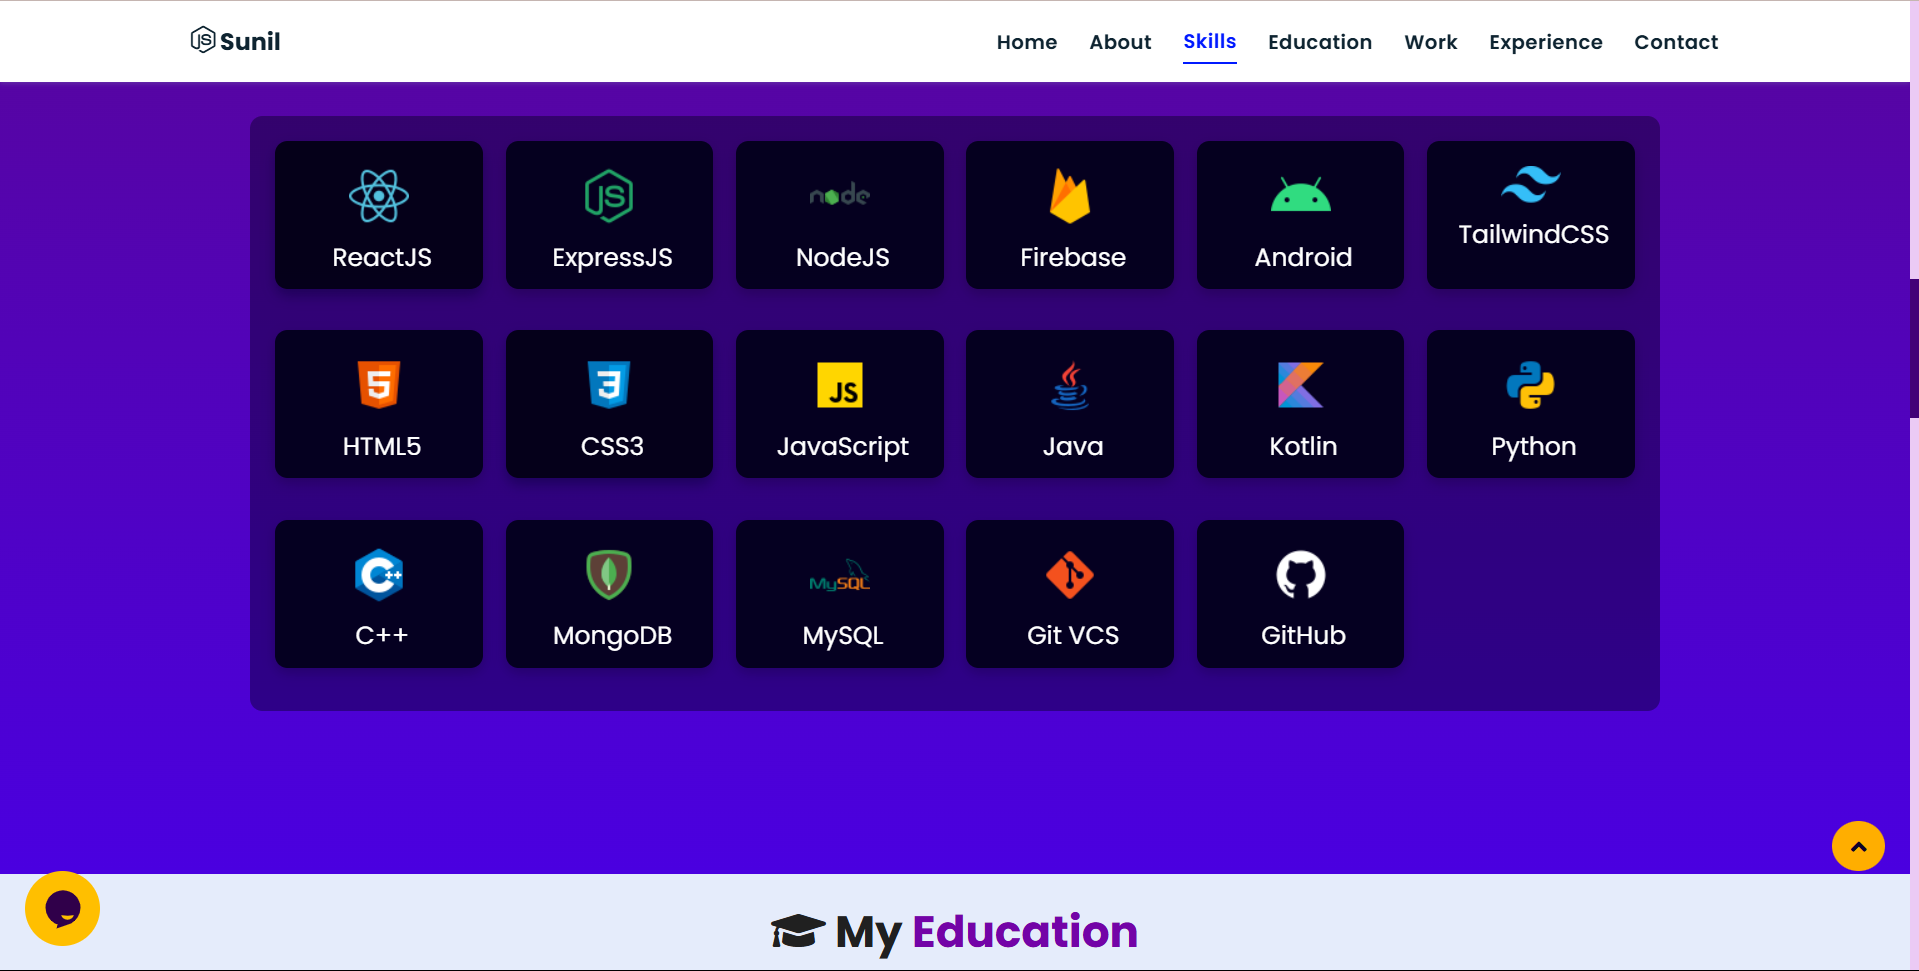 JS Sunil
Home About Skills Education Work Experience Contact
JS node
ReactJS ExpressJS NodeJS Firebase Android TailwindCSS
5 3 JS
HTML5 CSS3 JavaScript Java Kotlin Python
C++ MySQL
C++ MongoDB MySQL Git VCS GitHub
My Education